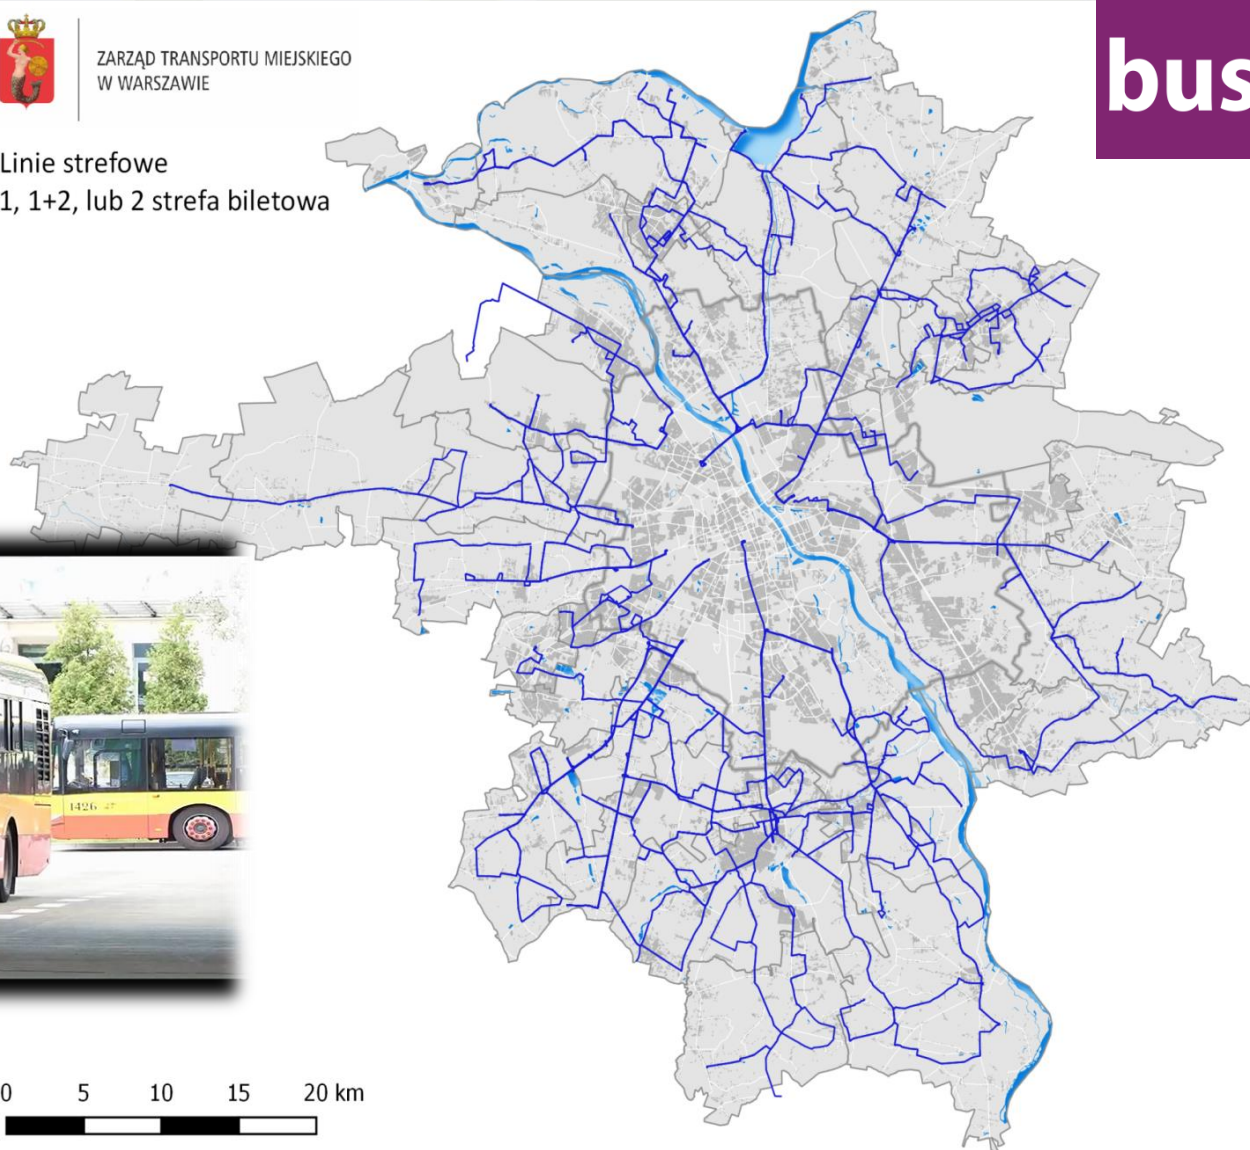 ZARZĄD TRANSPORTU MIEJSKIEGO
W WARSZAWIE
bus
Linie strefowe
1, 1+2, lub 2 strefa biletowa
1426
0 5 10 15 20 km